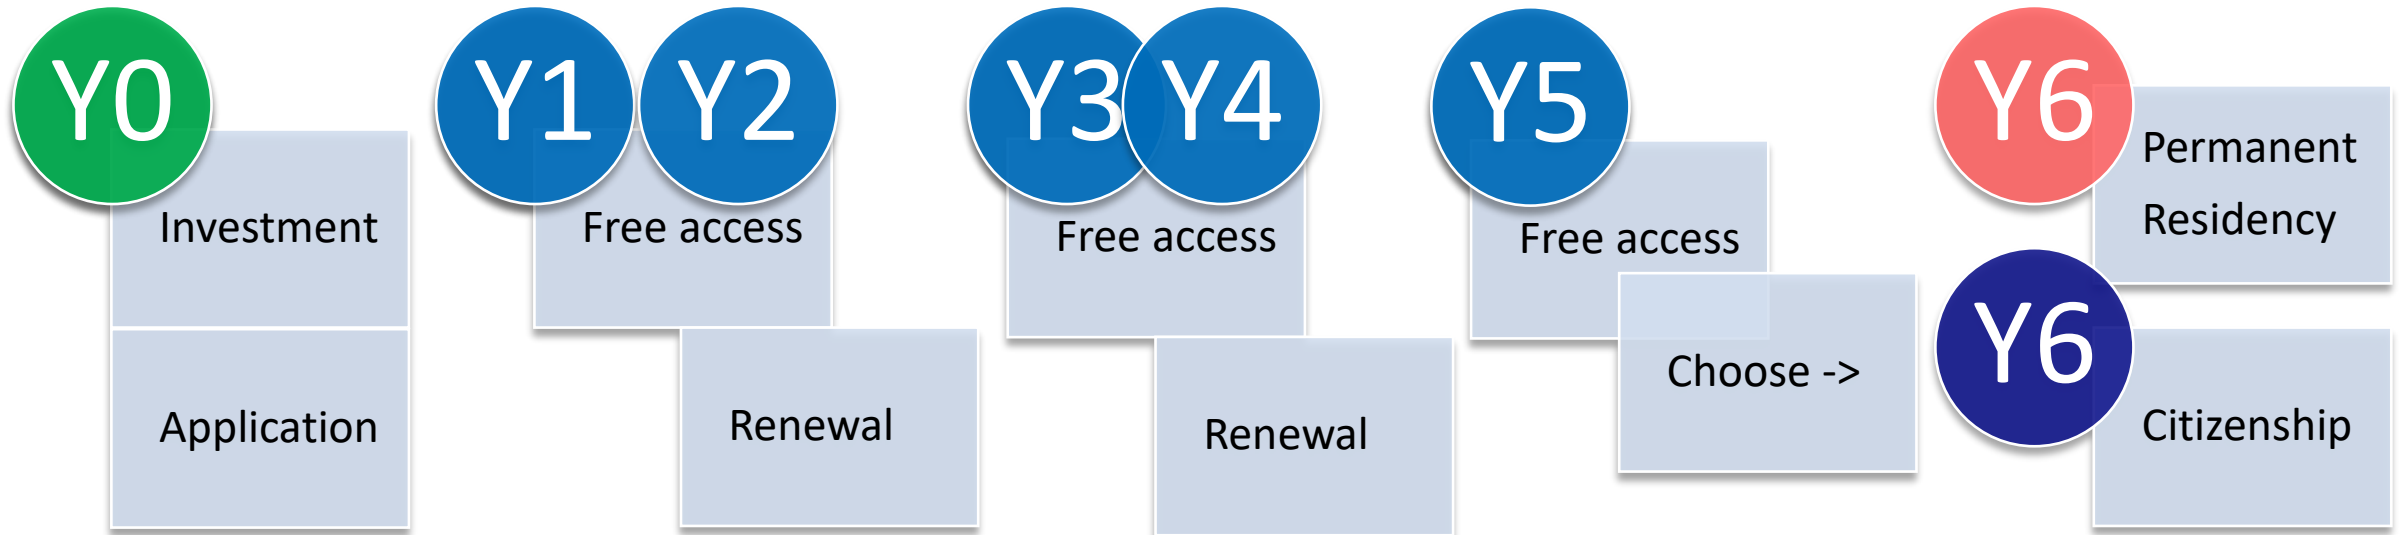 Y0
Investment
Application
Y1 Y2
Free access
Renewal
Y3 Y4
Free access
Renewal
Y5
Free access
Choose ->
Y6
Permanent
Residency
Y6
Citizenship